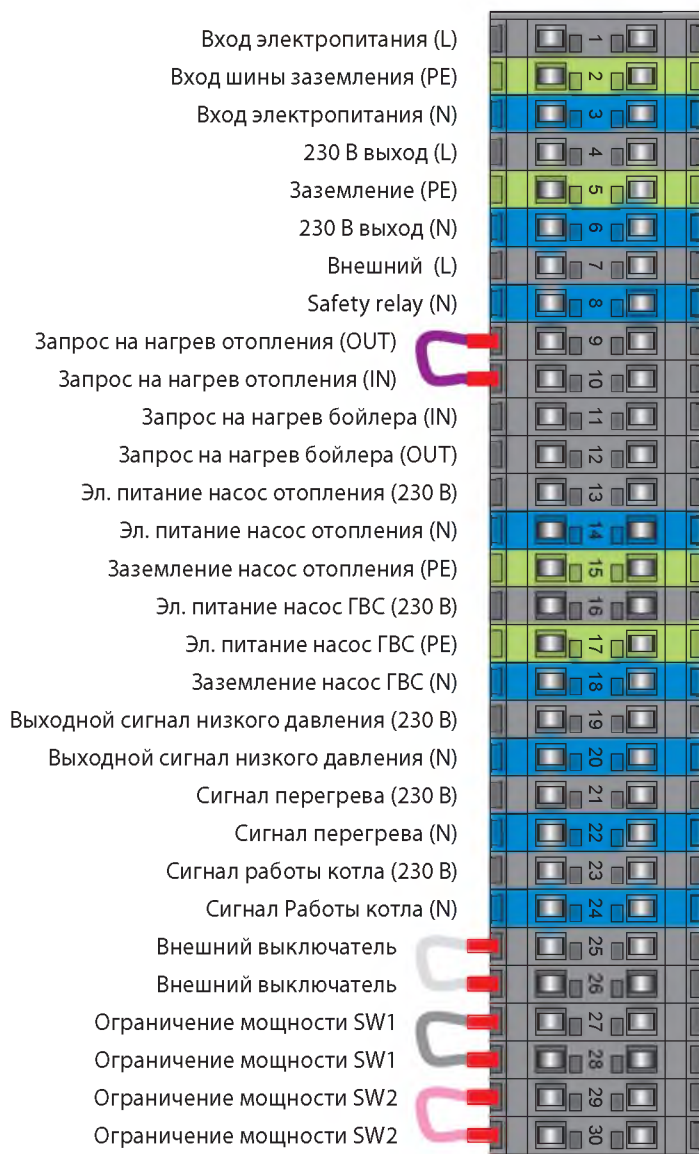 Вход электропитания (L) 1
Вход шины заземления (PE) 2
Вход электропитания (N) 3
230 В выход (L) 4
Заземление (PE) 5
230 В выход (N) 6
Внешний (L) 7
Safety relay (N) 8
Запрос на нагрев отопления (OUT) 9
Запрос на нагрев отопления (IN) 10
Запрос на нагрев бойлера (IN) 11
Запрос на нагрев бойлера (OUT) 12
Эл. питание насос отопления (230 В) 13
Эл. питание насос отопления (N) 14
Заземление насос отопления (PE) 15
Эл. питание насос ГВС (230 В) 16
Эл. питание насос ГВС (PE) 17
Заземление насос ГВС (N) 18
Выходной сигнал низкого давления (230 В) 19
Выходной сигнал низкого давления (N) 20
Сигнал перегрева (230 В) 21
Сигнал перегрева (N) 22
Сигнал работы котла (230 В) 23
Сигнал Работы котла (N) 24
Внешний выключатель 25
Внешний выключатель 26
Ограничение мощности SW1 27
Ограничение мощности SW1 28
Ограничение мощности SW2 29
Ограничение мощности SW2 30